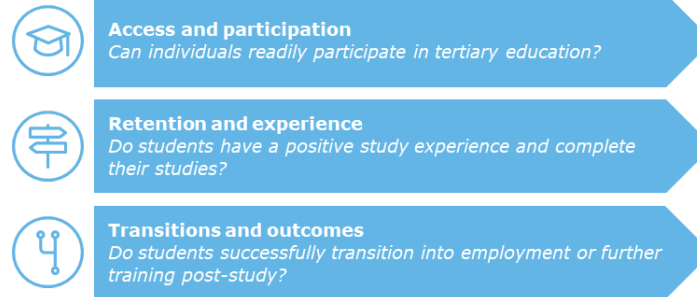 Access and participation
Can individuals readily participate in tertiary education?
Retention and experience
Do students have a positive study experience and complete
their studies?
Transitions and outcomes
Do students successfully transition into employment or further
training post-study?